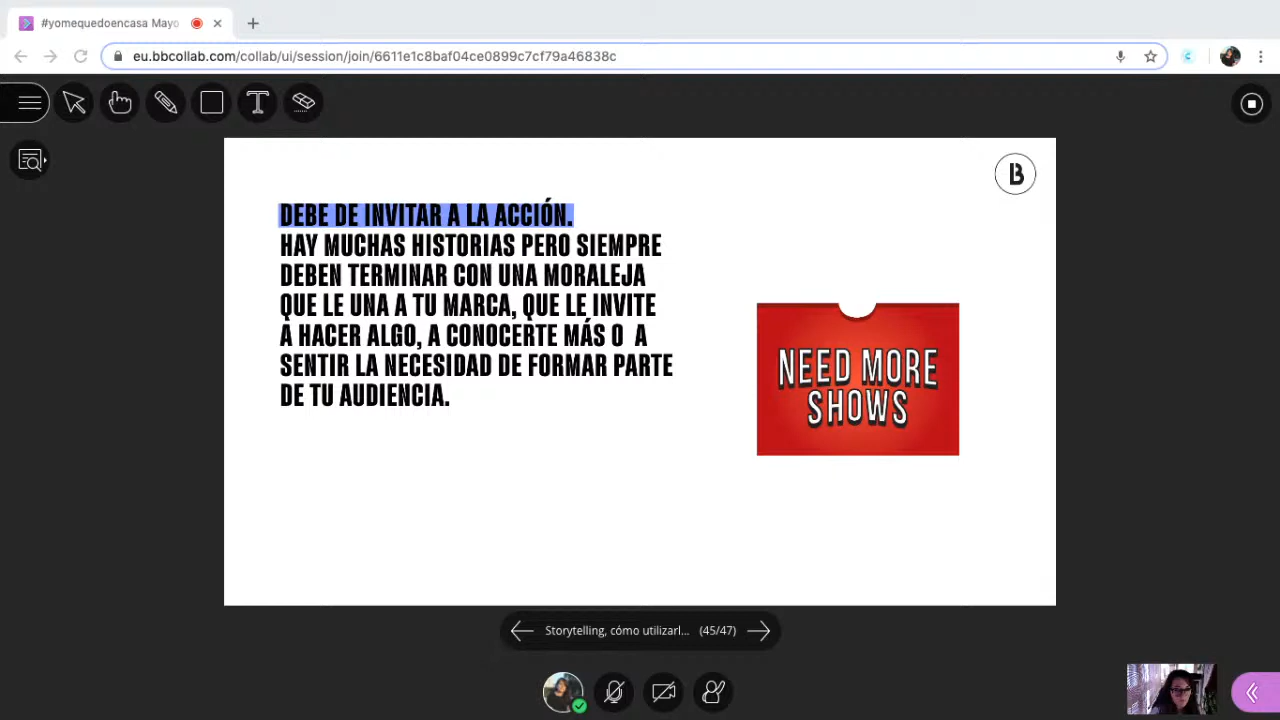 #yomequedoencasa Mayo
eu.bbcollab.com/collab/ui/session/join/6611e1c8baf04ce0899c7cf79a46838c
T
B
DEBE DE INVITAR A LA ACCIÓN.
HAY MUCHAS HISTORIAS PERO SIEMPRE
DEBEN TERMINAR CON UNA MORALEJA
QUE LE UNA A TU MARCA, QUE LE INVITE
A HACER ALGO, A CONOCERTE MÁS O A
SENTIR LA NECESIDAD DE FORMAR PARTE
DE TU AUDIENCIA.
NEED MORE
SHOWS
Storytelling, cómo utilizarl... (45/47)